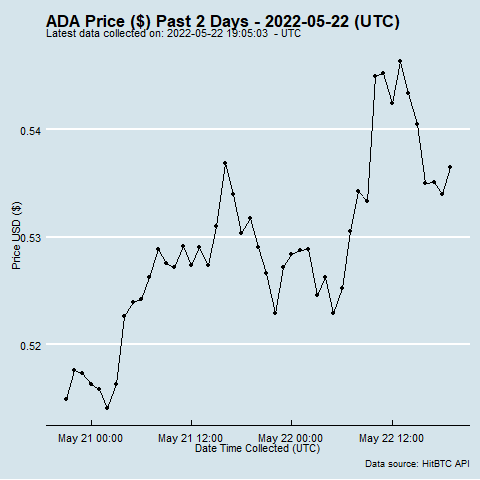 ADA Price ($) Past 2 Days - 2022-05-22 (UTC)
Latest data collected on: 2022-05-22 19:05:03 - UTC
0.54
0.53
0.52
Price USD ($)
May 21 00:00
May 21 12:00
May 22 00:00
May 22 12:00
Date Time Collected (UTC)
Data source: HitBTC API